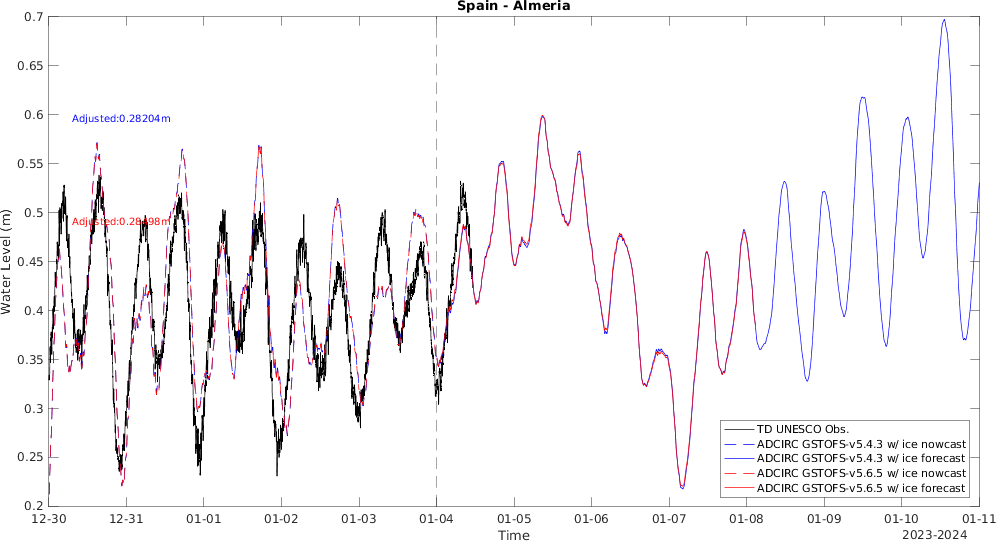 Spain - Almeria
0.7
0.65
0.6
0.55
0.5
0.45
0.4
0.35
0.3
0.25
0.2
Water Level (m)
Adjusted:0.28204m
TD UNESCO Obs.
ADCIRC GSTOFS-v5.4.3 w/ ice nowcast
ADCIRC GSTOFS-v5.4.3 w/ ice forecast
ADCIRC GSTOFS-v5.6.5 w/ ice nowcast
ADCIRC GSTOFS-v5.6.5 w/ ice forecast
12-30 12-31 01-01 01-02 01-03 01-04 01-05 01-06 01-07 01-08 01-09 01-10 01-11
Time
2023-2024